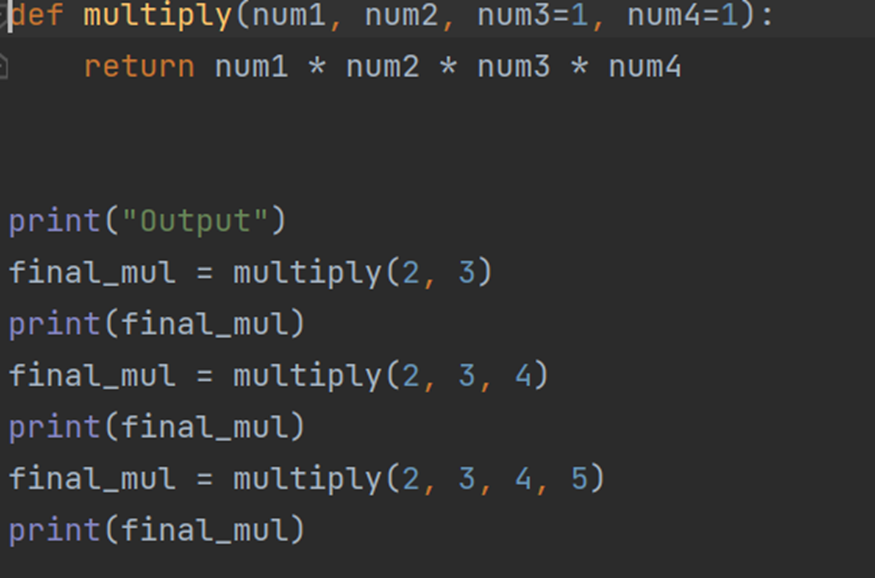 def multiply(num1, num2, num3=1, num4=1):
    return num1 * num2 * num3 * num4
print("Output")
final_mul = multiply(2, 3)
print(final_mul)
final_mul = multiply(2, 3, 4)
print(final_mul)
final_mul = multiply(2, 3, 4, 5)
print(final_mul)